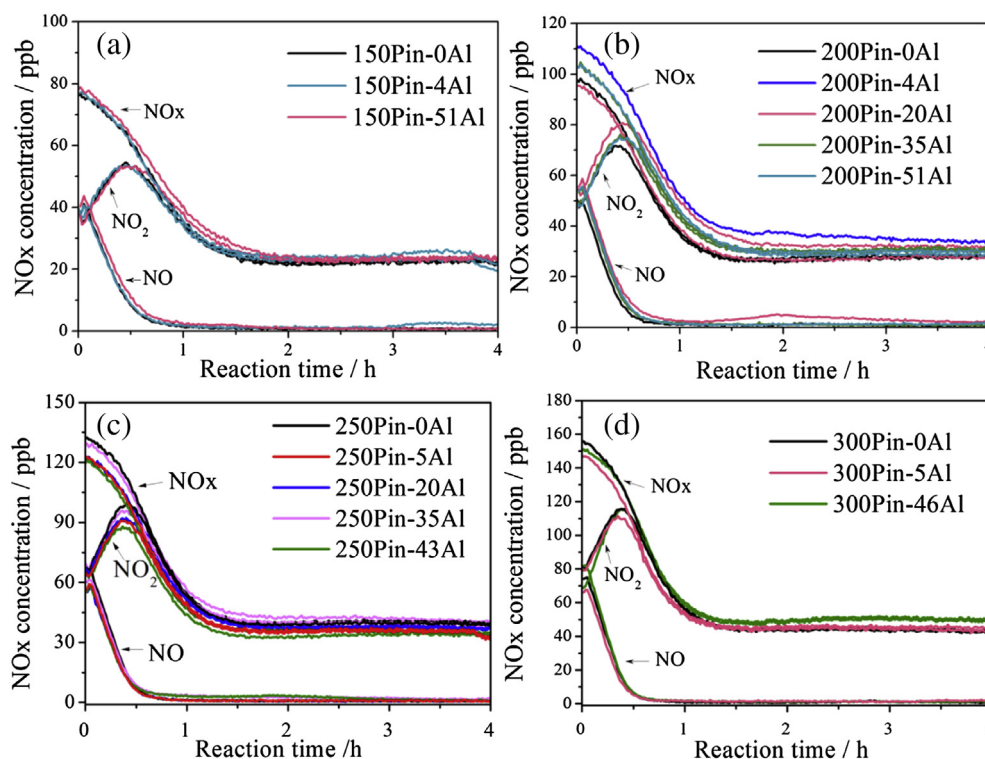 (a)
NOx concentration / ppb
100
80
60
40
20
0
150Pin-0Al
150Pin-4Al
150Pin-51Al
NOx
NO2
NO
0 1 2 3 4
Reaction time / h
(b)
NOx concentration / ppb
120
100
80
60
40
20
0
200Pin-0Al
200Pin-4Al
200Pin-20Al
200Pin-35Al
200Pin-51Al
NOx
NO2
NO
0 1 2 3 4
Reaction time / h
(c)
NOx concentration / ppb
150
120
90
60
30
0
250Pin-0Al
250Pin-5Al
250Pin-20Al
250Pin-35Al
250Pin-43Al
NOx
NO2
NO
0 1 2 3 4
Reaction time /h
(d)
NOx concentration / ppb
180
160
140
120
100
80
60
40
20
0
300Pin-0Al
300Pin-5Al
300Pin-46Al
NOx
NO2
NO
0 1 2 3
Reaction time / h